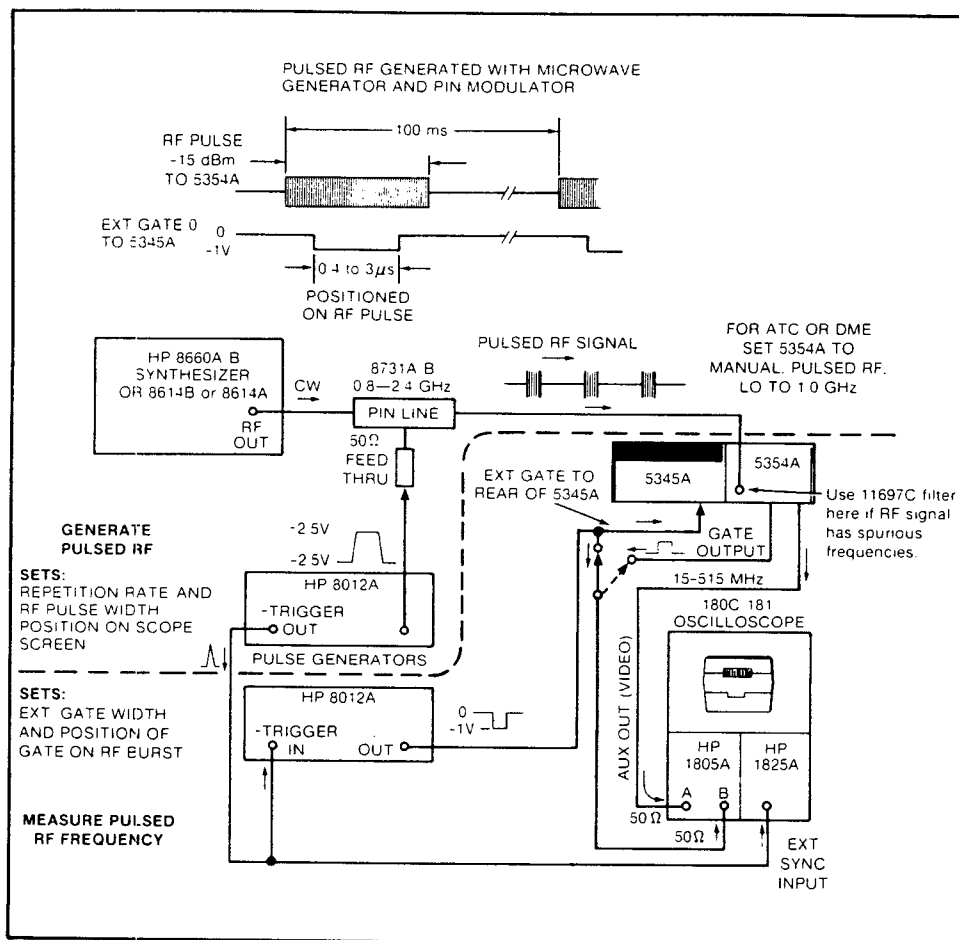 PULSED RF GENERATED WITH MICROWAVE
GENERATOR AND PIN MODULATOR
100 ms
RF PULSE
-15 dBm
TO 5354A
EXT GATE 0
TO 5345A
0
-1V
0.4 to 3µs
POSITIONED
ON RF PULSE
HP 8660A B
SYNTHESIZER
OR 8614B or 8614A
RF
OUT
CW
8731A B
0.8—2.4 GHz
PIN LINE
50Ω
FEED
THRU
PULSED RF SIGNAL
FOR ATC OR DME
SET 5354A TO
MANUAL, PULSED RF,
LO TO 1.0 GHz
5345A
5354A
EXT GATE TO
REAR OF 5345A
Use 11697C filter
here if RF signal
has spurious
frequencies.
GATE
OUTPUT
15-515 MHz
GENERATE
PULSED RF
-2.5V
-2.5V
SETS:
REPETITION RATE AND
RF PULSE WIDTH
POSITION ON SCOPE
SCREEN
HP 8012A
-TRIGGER
OUT
PULSE GENERATORS
180C 181
OSCILLOSCOPE
SETS:
EXT GATE WIDTH
AND POSITION OF
GATE ON RF BURST
HP 8012A
-TRIGGER
IN
OUT
0
-1V
AUX OUT (VIDEO)
HP
1805A
HP
1825A
A
B
50Ω
50Ω
MEASURE PULSED
RF FREQUENCY
EXT
SYNC
INPUT